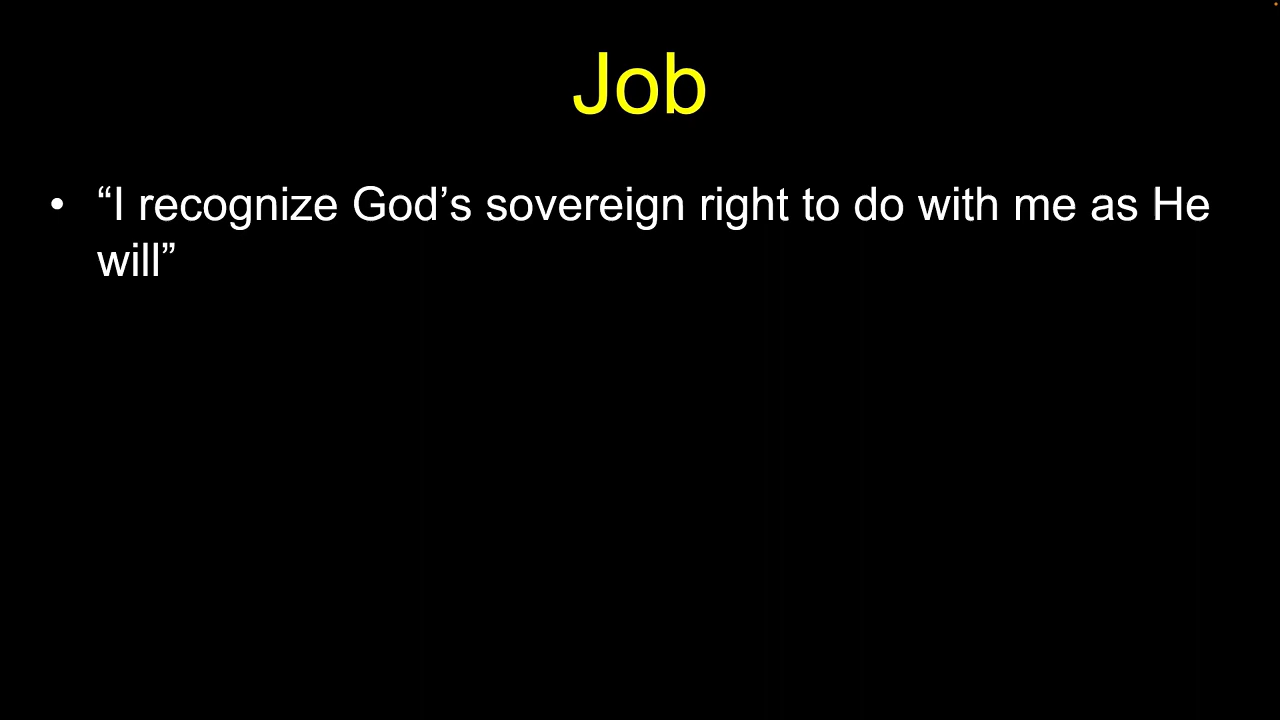 Job
• “I recognize God’s sovereign right to do with me as He
will”